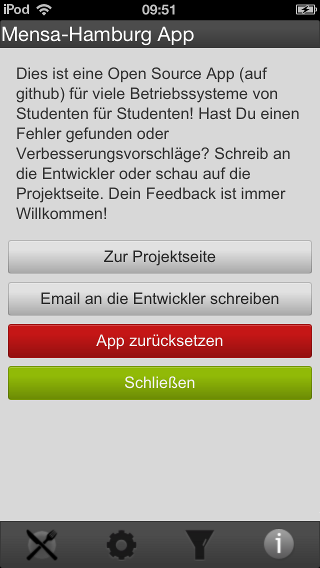 iPod 09:51
Mensa-Hamburg App
Dies ist eine Open Source App (auf
github) für viele Betriebssysteme von
Studenten für Studenten! Hast Du einen
Fehler gefunden oder
Verbesserungsvorschläge? Schreib an
die Entwickler oder schau auf die
Projektseite. Dein Feedback ist immer
Willkommen!
Zur Projektseite
Email an die Entwickler schreiben
App zurücksetzen
Schließen
i